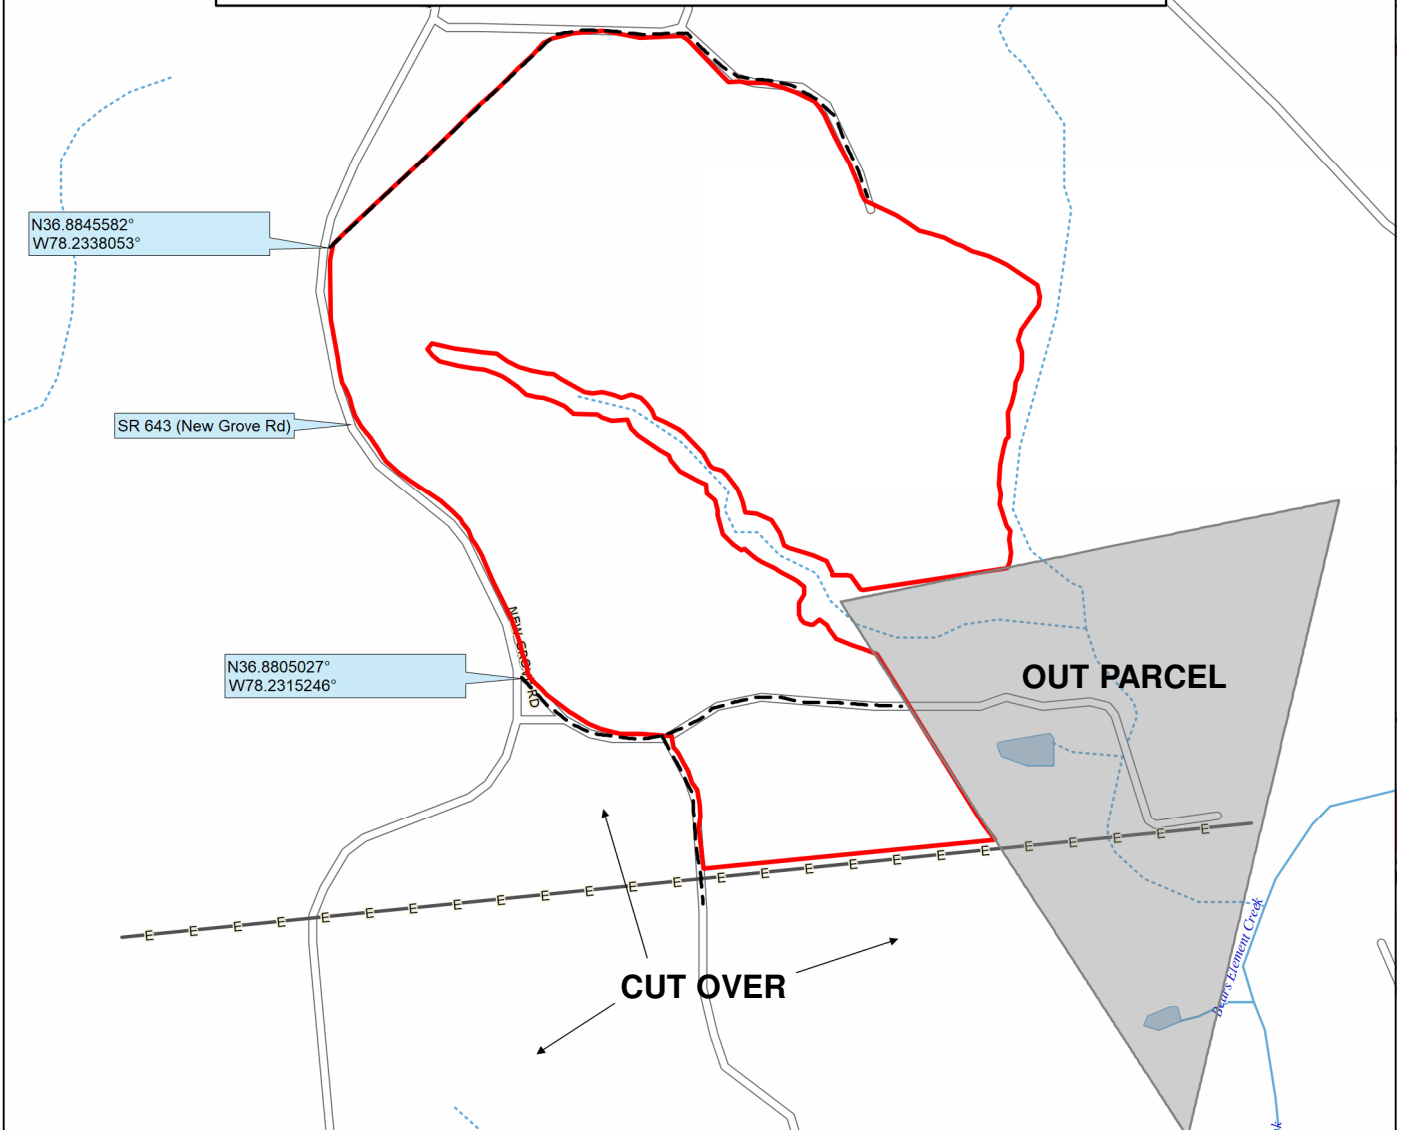 N36.8845582°
W78.2338053°
SR 643 (New Grove Rd)
NEW GROVE RD
N36.8805027°
W78.2315246°
OUT PARCEL
E E E E E E E E E E E E E E E E E E E E E E E E E
Bears Element Creek
CUT OVER